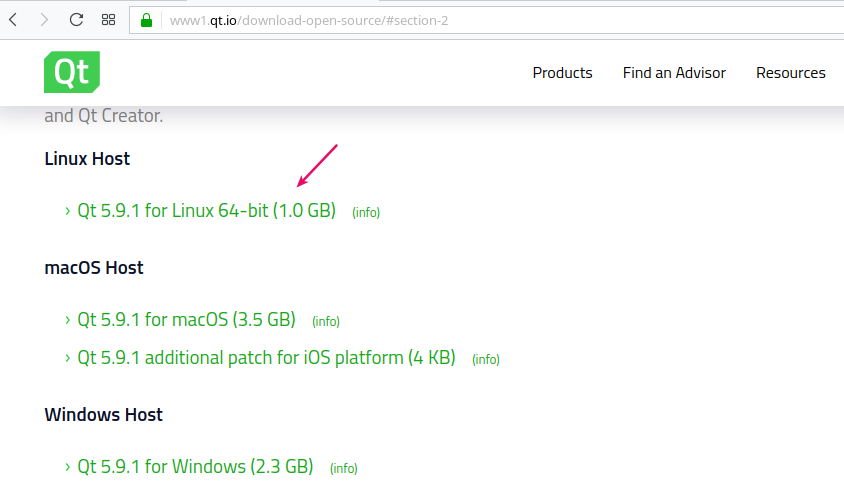 www1.qt.io/download-open-source/#section-2
Qt
Products Find an Advisor Resources
and Qt Creator.
Linux Host
› Qt 5.9.1 for Linux 64-bit (1.0 GB) (info)
macOS Host
› Qt 5.9.1 for macOS (3.5 GB) (info)
› Qt 5.9.1 additional patch for iOS platform (4 KB) (info)
Windows Host
› Qt 5.9.1 for Windows (2.3 GB) (info)